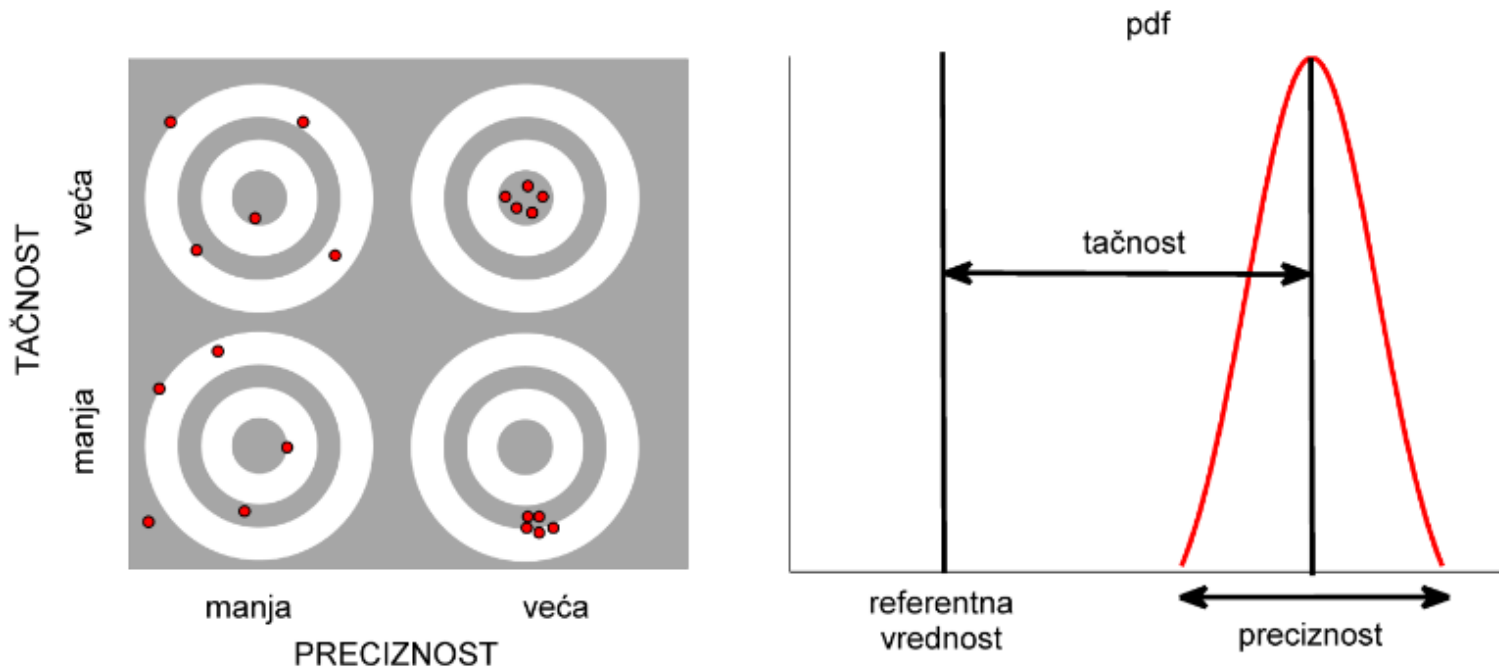 TAČNOST
veća
manja
manja
veća
PRECIZNOST
pdf
tačnost
referentna
vrednost
preciznost